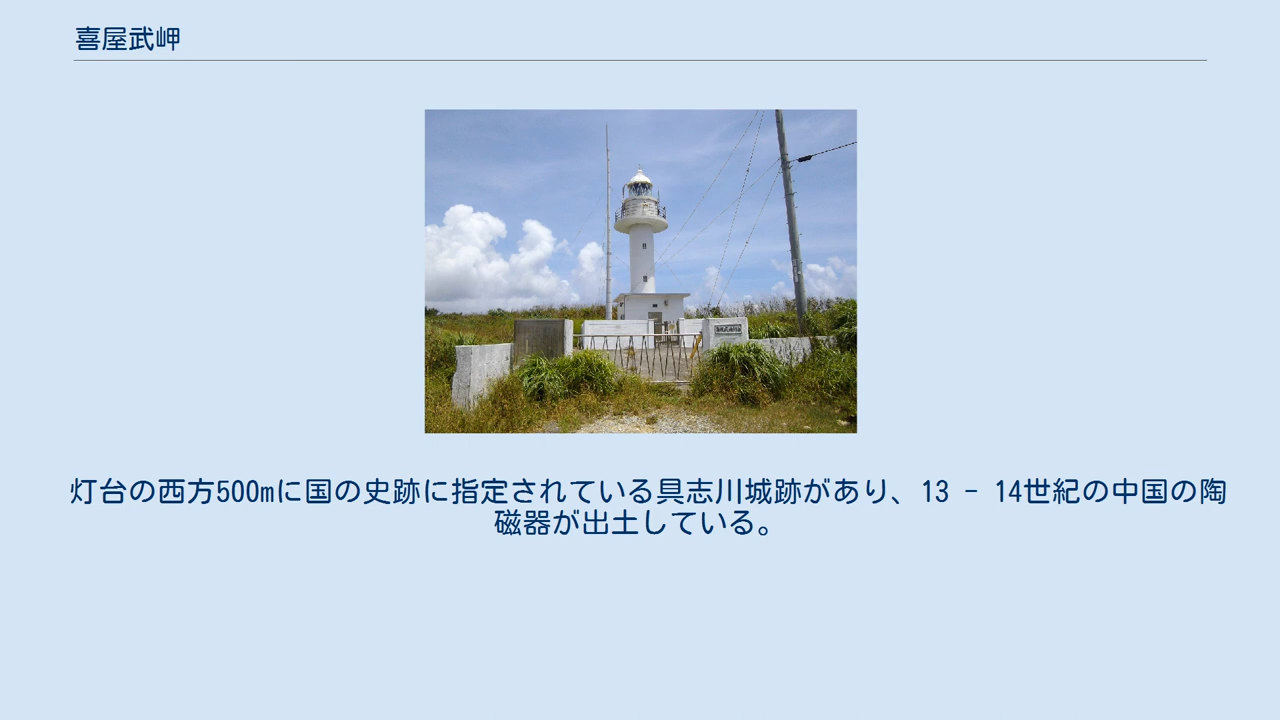 喜屋武岬
灯台の西方500mに国の史跡に指定されている具志川城跡があり、13 - 14世紀の中国の陶
磁器が出土している。